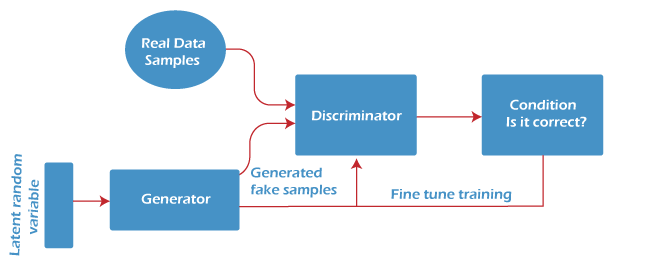 Real Data
Samples
Discriminator
Condition
Is it correct?
Generated
fake samples
Fine tune training
Generator
Latent random
variable